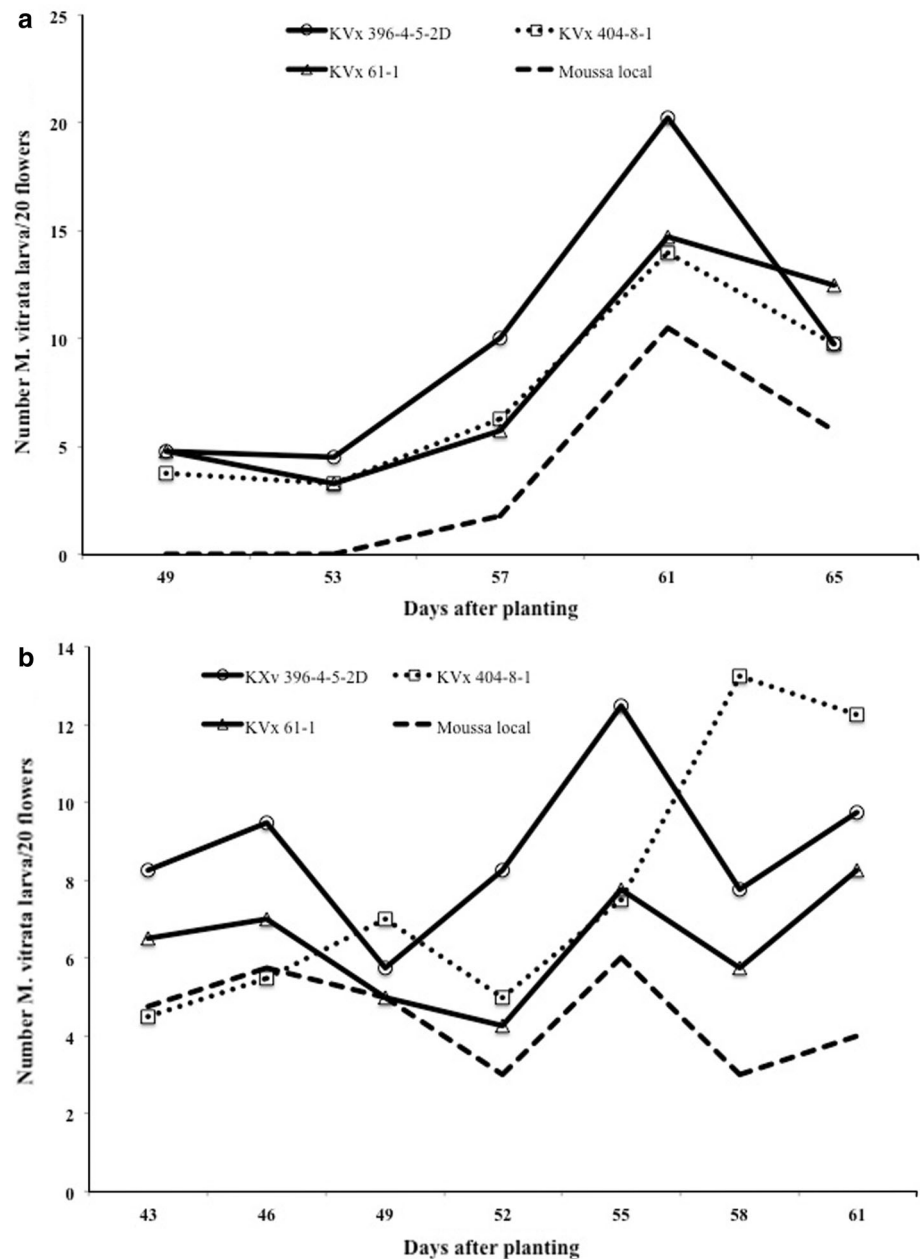 a
KVx 396-4-5-2D KVx 404-8-1
KVx 61-1 Moussa local
Number M. vitrata larva/20 flowers
25
20
15
10
5
0
49 53 57 61 65
Days after planting
b
KXv 396-4-5-2D KVx 404-8-1
KVx 61-1 Moussa local
Number M. vitrata larva/20 flowers
14
12
10
8
6
4
2
0
43 46 49 52 55 58 61
Days after planting